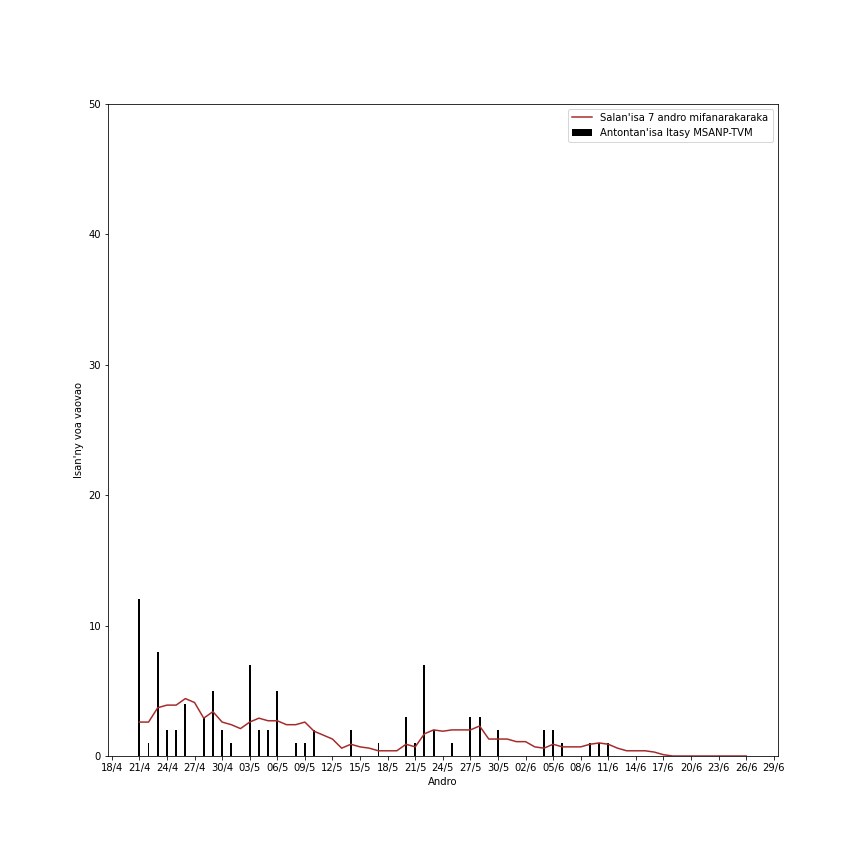 Salan'isa 7 andro mifanarakaraka
Antontan'isa Itasy MSANP-TVM
50
40
30
20
10
0
Isan'ny voa vaovao
18/4 21/4 24/4 27/4 30/4 03/5 06/5 09/5 12/5 15/5 18/5 21/5 24/5 27/5 30/5 02/6 05/6 08/6 11/6 14/6 17/6 20/6 23/6 26/6 29/6
Andro